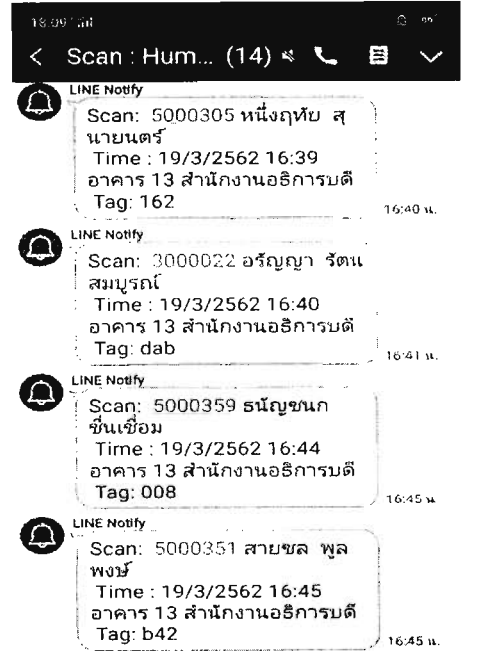 18:09
< Scan : Hum... (14)
LINE Notify
Scan: 5000305 หนึ่งฤทัย สุ
นายนตร์
Time : 19/3/2562 16:39
อาคาร 13 สำนักงานอธิการบดี
Tag: 162
16:40 น.
LINE Notify
Scan: 3000022 อรัญญา รัตน
สมบูรณ์
Time : 19/3/2562 16:40
อาคาร 13 สำนักงานอธิการบดี
Tag: dab
16:41 น.
LINE Notify
Scan: 5000359 ธนัญชนก
ชื่นเชื่อม
Time : 19/3/2562 16:44
อาคาร 13 สำนักงานอธิการบดี
Tag: 008
16:45 น.
LINE Notify
Scan: 5000351 สายชล พูล
พงษ์
Time : 19/3/2562 16:45
อาคาร 13 สำนักงานอธิการบดี
Tag: b42
16:45 น.